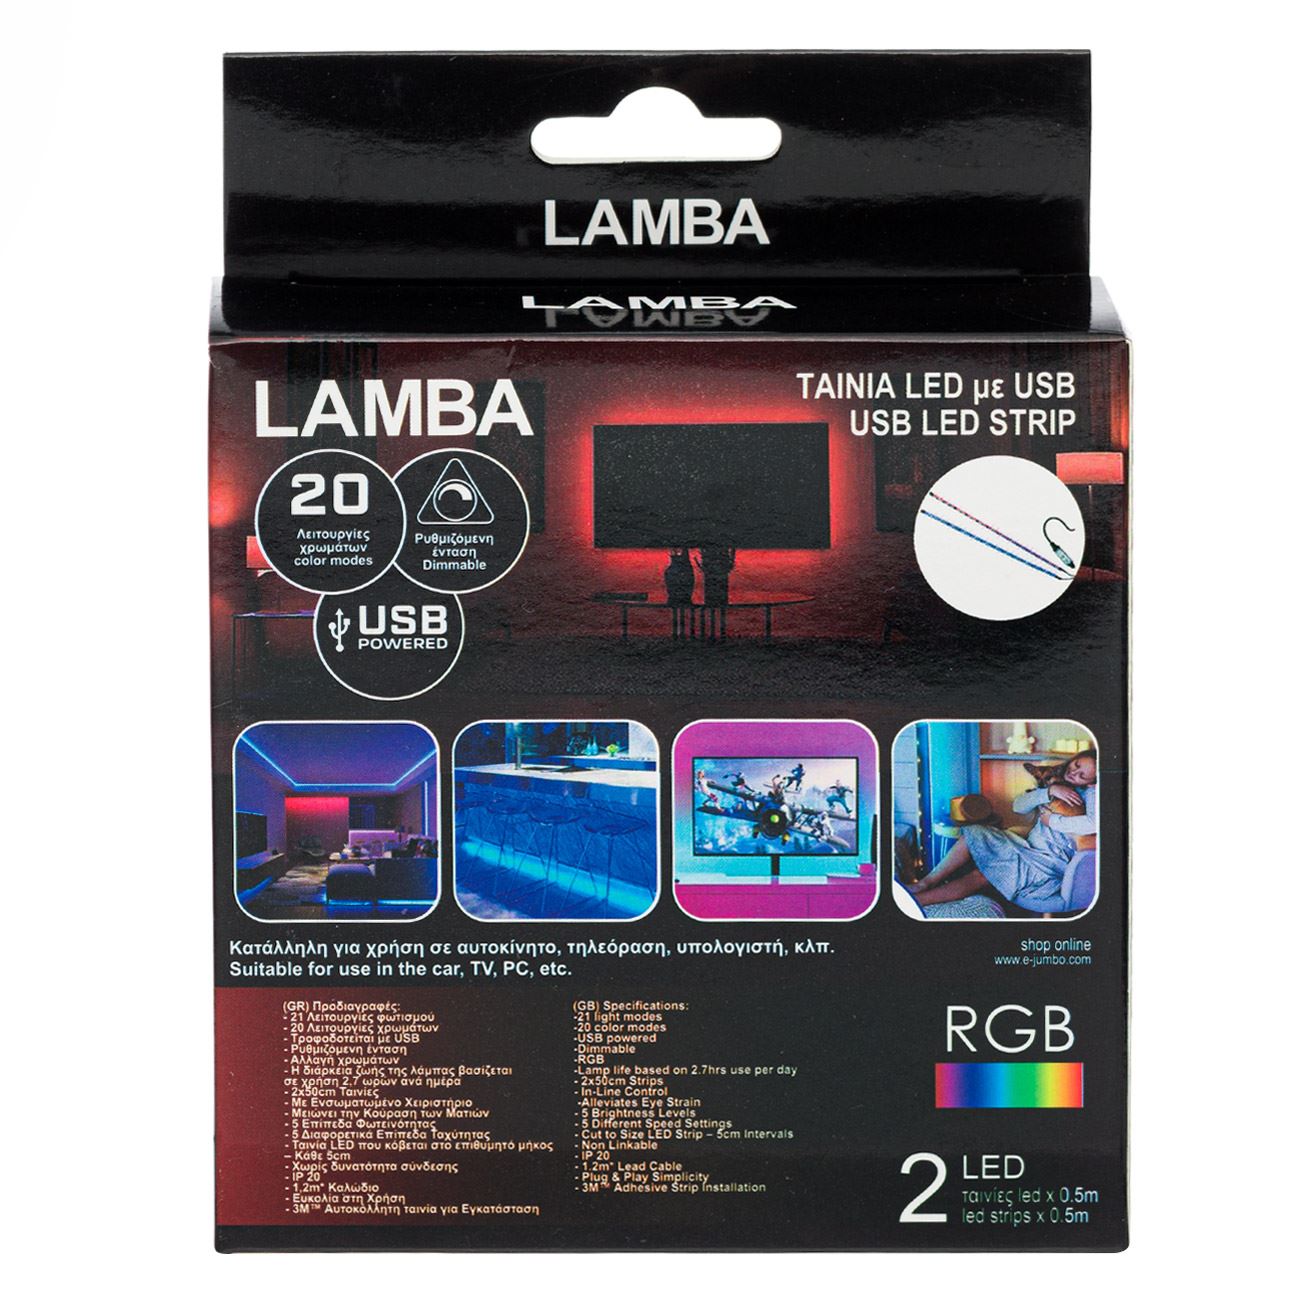 LAMBA
LAMBA
LAMBA
ΤΑΙΝΙΑ LED με USB
USB LED STRIP
20
Λειτουργίες
χρωμάτων
color modes
Ρυθμιζόμενη
ένταση
Dimmable
USB
POWERED
Κατάλληλη για χρήση σε αυτοκίνητο, τηλεόραση, υπολογιστή, κλπ.
Suitable for use in the car, TV, PC, etc.
shop online
www.e-jumbo.com
(GR) Προδιαγραφές:
- 21 Λειτουργίες φωτισμού
- 20 Λειτουργίες χρωμάτων
- Τροφοδοτείται με USB
- Ρυθμιζόμενη ένταση
- Αλλαγή χρωμάτων
- Η διάρκεια ζωής της λάμπας βασίζεται
σε χρήση 2,7 ωρών ανά ημέρα
- 2x50cm Ταινίες
- Με Ενσωματωμένο Χειριστήριο
- Μειώνει την Κούραση των Ματιών
- 5 Επίπεδα Φωτεινότητας
- 5 Διαφορετικά Επίπεδα Ταχύτητας
- Ταινία LED που κόβεται στο επιθυμητό μήκος
– Κάθε 5cm
- Χωρίς δυνατότητα σύνδεσης
- IP 20
- 1,2m* Καλώδιο
- Ευκολία στη Χρήση
- 3M™ Αυτοκόλλητη ταινία για Εγκατάσταση
(GB) Specifications:
-21 light modes
-20 color modes
-USB powered
-Dimmable
-RGB
-Lamp life based on 2.7hrs use per day
- 2x50cm Strips
- In-Line Control
-Alleviates Eye Strain
- 5 Brightness Levels
- 5 Different Speed Settings
- Cut to Size LED Strip – 5cm Intervals
- Non Linkable
- IP 20
- 1.2m* Lead Cable
- Plug & Play Simplicity
- 3M™ Adhesive Strip Installation
RGB
2 LED
ταινίες led x 0.5m
led strips x 0.5m